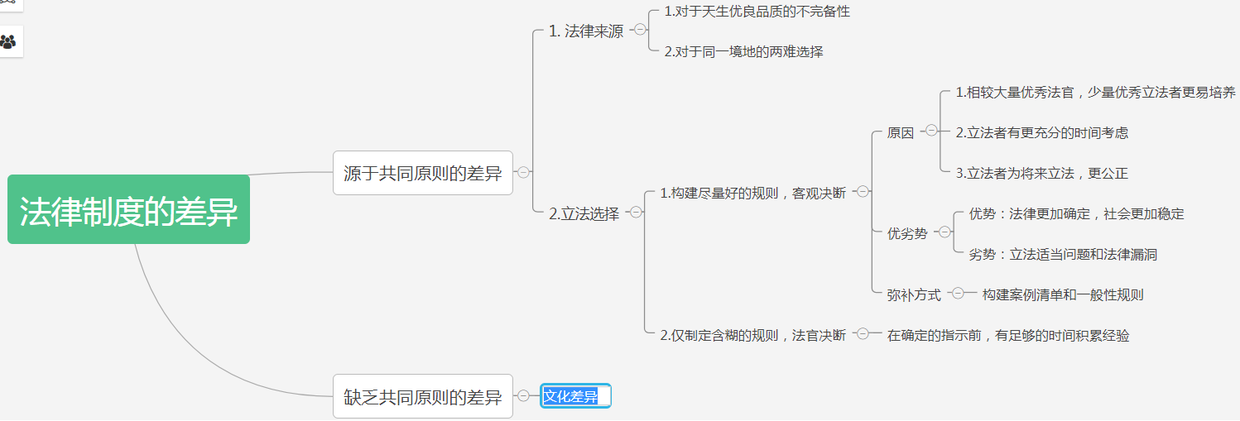 法律制度的差异
源于共同原则的差异
1. 法律来源
1.对于天生优良品质的不完备性
2.对于同一境地的两难选择
2.立法选择
1.构建尽量好的规则，客观决断
原因
1.相较大量优秀法官，少量优秀立法者更易培养
2.立法者有更充分的时间考虑
3.立法者为将来立法，更公正
优劣势
优势：法律更加确定，社会更加稳定
劣势：立法适当问题和法律漏洞
弥补方式
构建案例清单和一般性规则
2.仅制定含糊的规则，法官决断
在确定的指示前，有足够的时间积累经验
缺乏共同原则的差异
文化差异